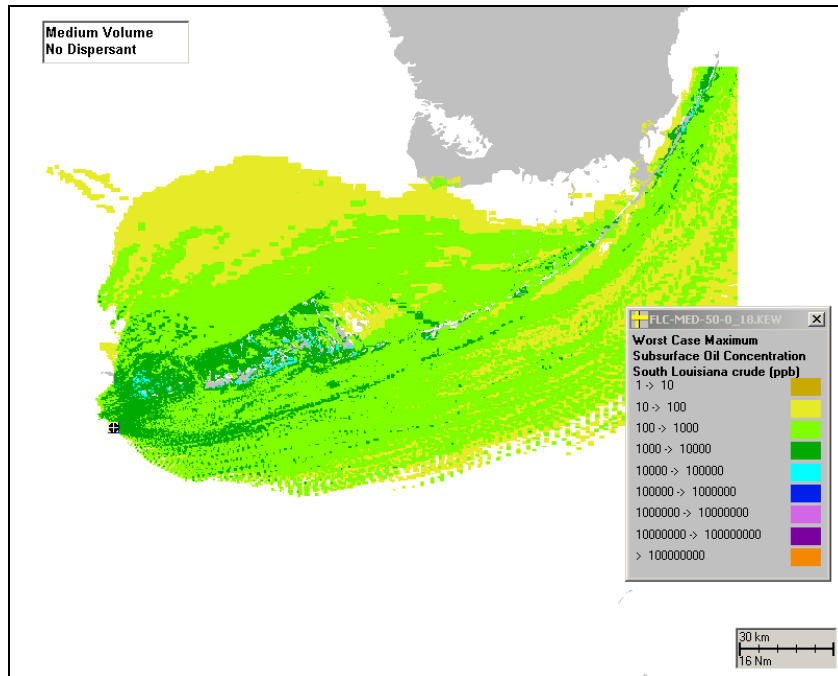 Medium Volume
No Dispersant
FLC-MED-50-0_18.KEW
Worst Case Maximum
Subsurface Oil Concentration
South Louisiana crude (ppb)
1 -> 10
10 -> 100
100 -> 1000
1000 -> 10000
10000 -> 100000
100000 -> 1000000
1000000 -> 10000000
10000000 -> 100000000
> 100000000
30 km
16 Nm